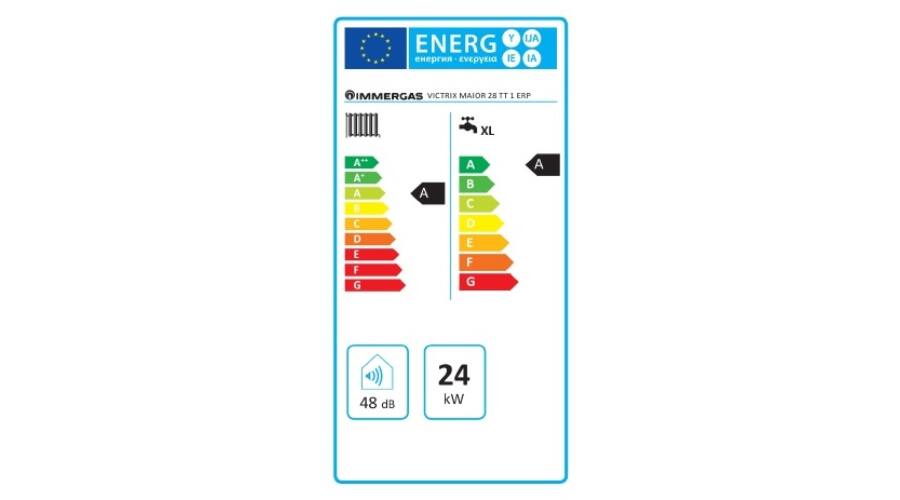 ENERG Y IJA
енергия · ενεργεια IE IA
IMMERGAS VICTRIX MAIOR 28 TT 1 ERP
XL
A++
A+
A
B
C
D
E
F
G
A
A
B
C
D
E
F
G
A
48 dB
24
kW